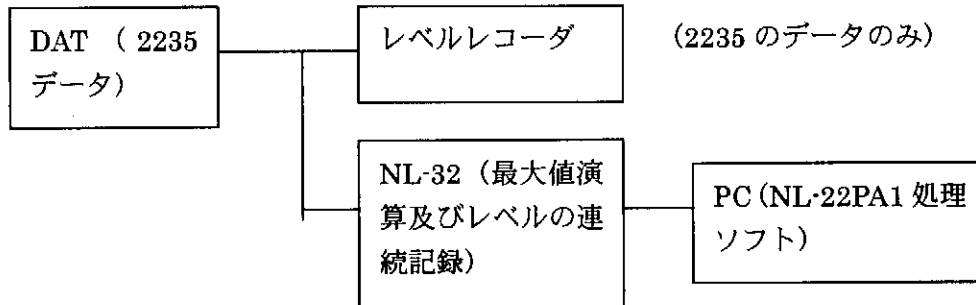 DAT （2235
データ）
レベルレコーダ
（2235 のデータのみ）
NL-32（最大値演
算及びレベルの連
続記録）
PC（NL-22PA1 処理
ソフト）